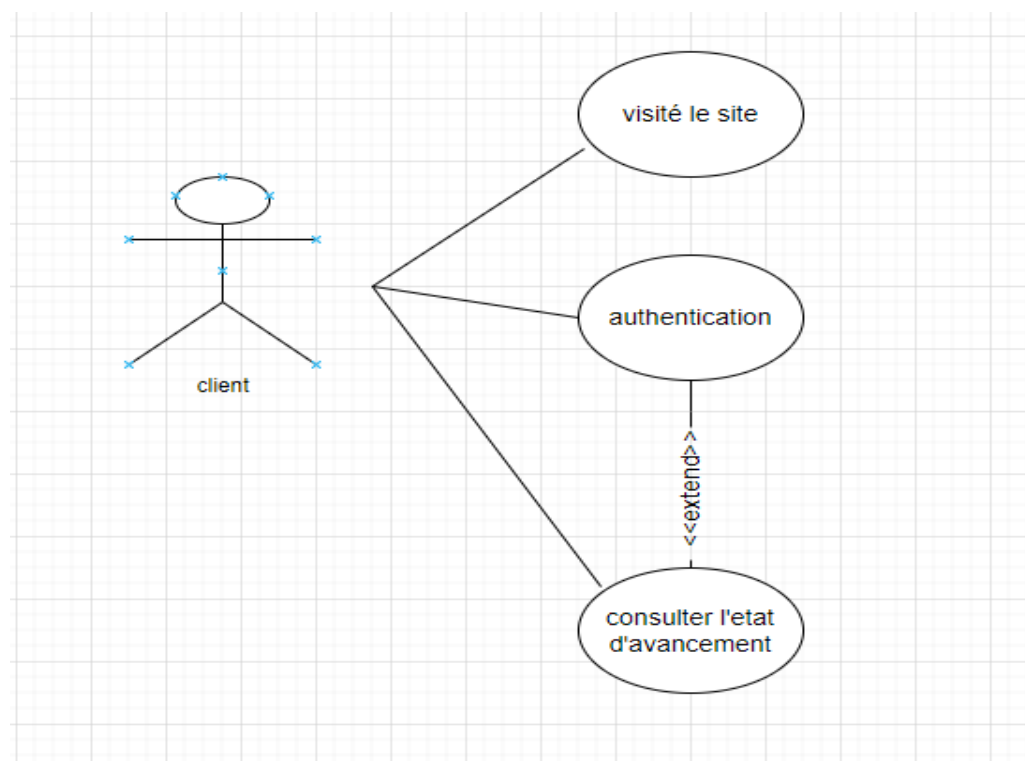 visité le site
client
authentication
<<extend>>
consulter l'etat
d'avancement